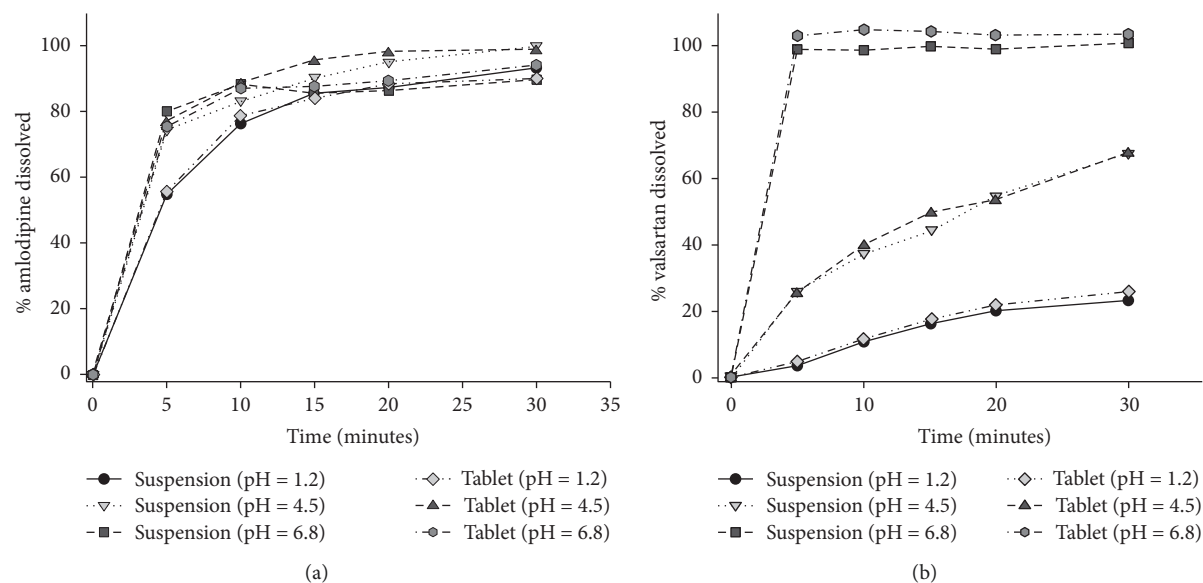 % amlodipine dissolved
100
80
60
40
20
0
0 5 10 15 20 25 30 35
Time (minutes)
Suspension (pH = 1.2)
Suspension (pH = 4.5)
Suspension (pH = 6.8)
Tablet (pH = 1.2)
Tablet (pH = 4.5)
Tablet (pH = 6.8)
(a)
% valsartan dissolved
100
80
60
40
20
0
0 10 20 30
Time (minutes)
Suspension (pH = 1.2)
Suspension (pH = 4.5)
Suspension (pH = 6.8)
Tablet (pH = 1.2)
Tablet (pH = 4.5)
Tablet (pH = 6.8)
(b)